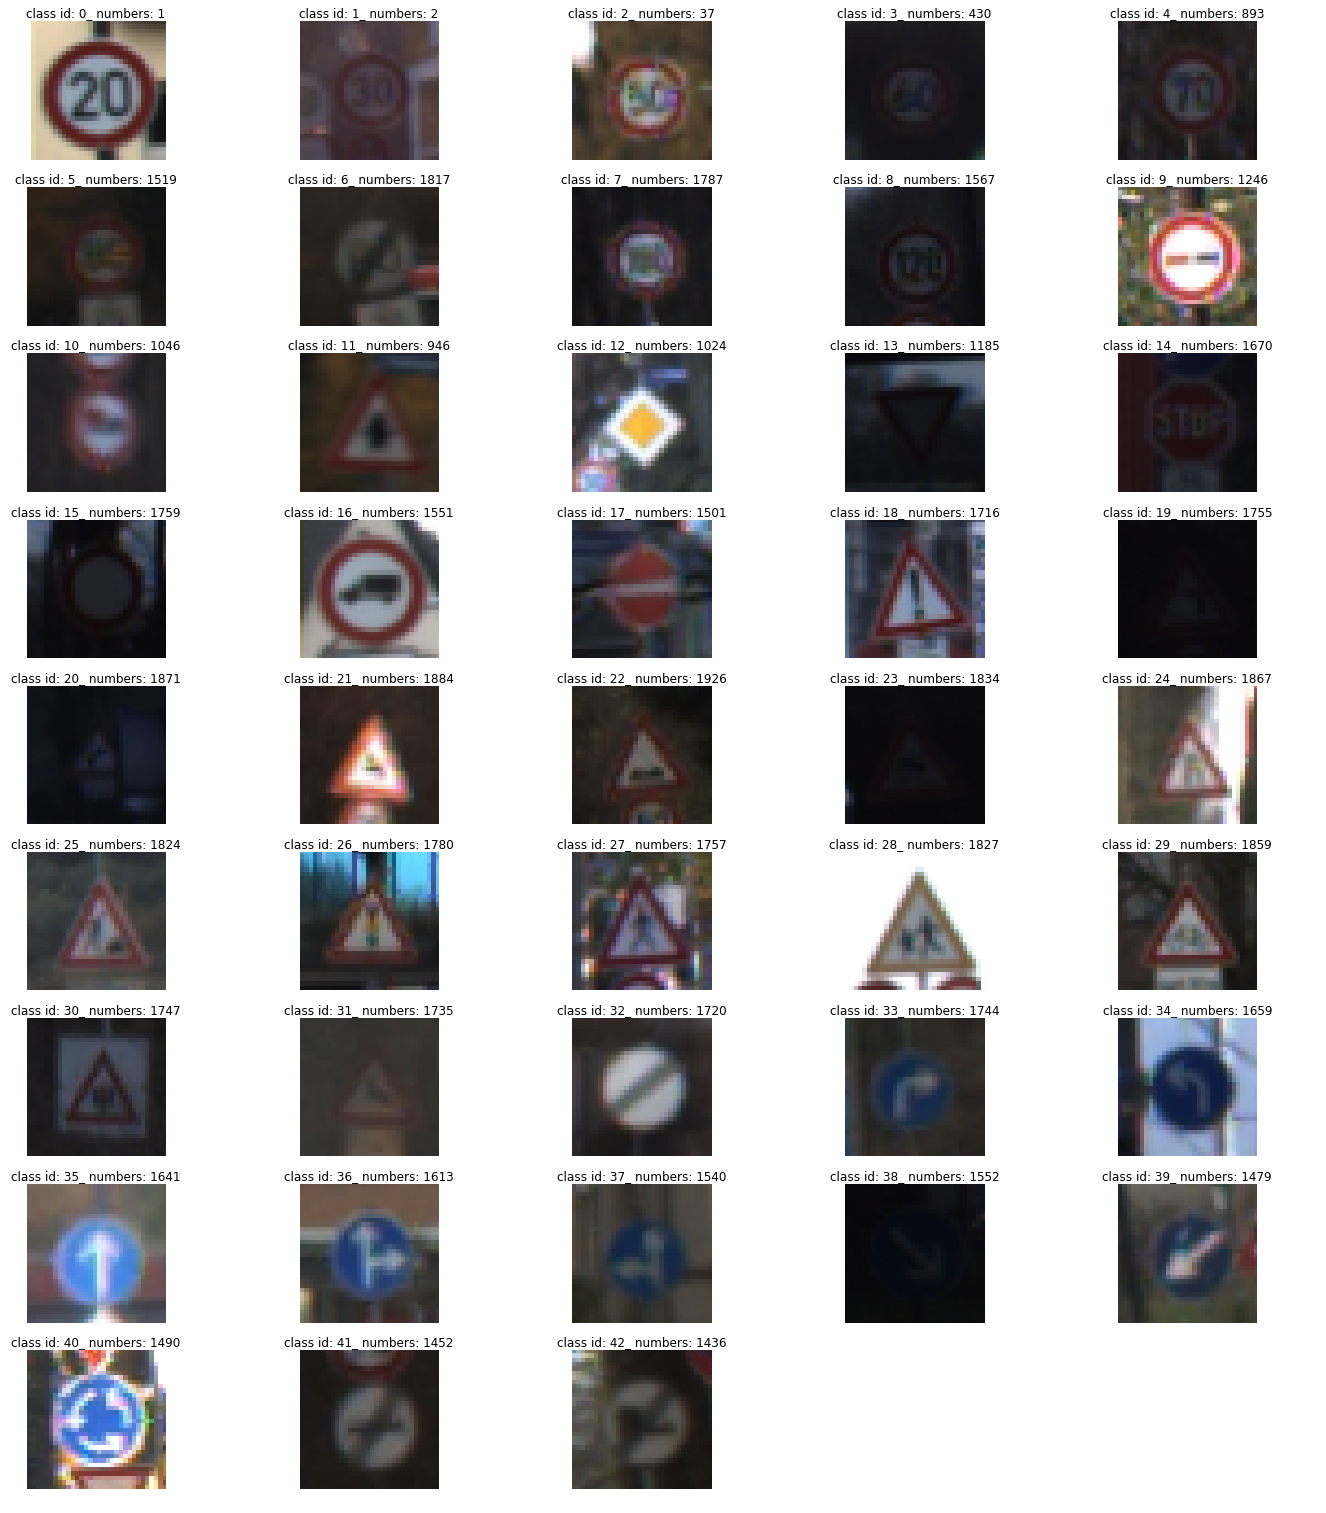 class id: 0_ numbers: 1
class id: 1_ numbers: 2
class id: 2_ numbers: 37
class id: 3_ numbers: 430
class id: 4_ numbers: 893
20
30
70
class id: 5_ numbers: 1519
class id: 6_ numbers: 1817
class id: 7_ numbers: 1787
class id: 8_ numbers: 1567
class id: 9_ numbers: 1246
class id: 10_ numbers: 1046
class id: 11_ numbers: 946
class id: 12_ numbers: 1024
class id: 13_ numbers: 1185
class id: 14_ numbers: 1670
STOP
class id: 15_ numbers: 1759
class id: 16_ numbers: 1551
class id: 17_ numbers: 1501
class id: 18_ numbers: 1716
class id: 19_ numbers: 1755
class id: 20_ numbers: 1871
class id: 21_ numbers: 1884
class id: 22_ numbers: 1926
class id: 23_ numbers: 1834
class id: 24_ numbers: 1867
class id: 25_ numbers: 1824
class id: 26_ numbers: 1780
class id: 27_ numbers: 1757
class id: 28_ numbers: 1827
class id: 29_ numbers: 1859
class id: 30_ numbers: 1747
class id: 31_ numbers: 1735
class id: 32_ numbers: 1720
class id: 33_ numbers: 1744
class id: 34_ numbers: 1659
class id: 35_ numbers: 1641
class id: 36_ numbers: 1613
class id: 37_ numbers: 1540
class id: 38_ numbers: 1552
class id: 39_ numbers: 1479
class id: 40_ numbers: 1490
class id: 41_ numbers: 1452
class id: 42_ numbers: 1436